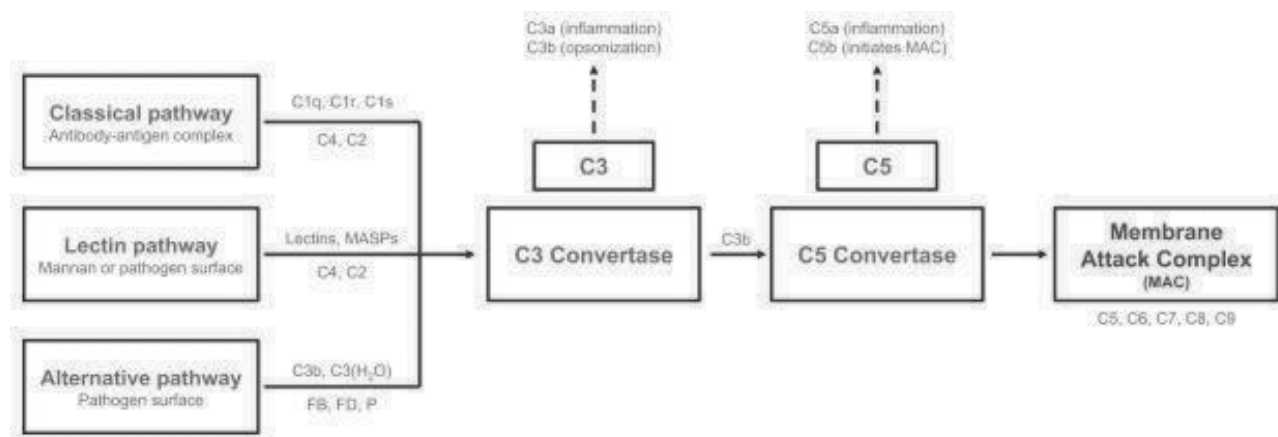 C3a (inflammation)
C3b (opsonization)
C5a (inflammation)
C5b (initiates MAC)
Classical pathway
Antibody-antigen complex
C1q, C1r, C1s
C4, C2
C3
C5
Lectin pathway
Mannan or pathogen surface
Lectins, MASPs
C4, C2
C3 Convertase
C3b
C5 Convertase
Membrane
Attack Complex
(MAC)
C5, C6, C7, C8, C9
Alternative pathway
Pathogen surface
C3b, C3(H₂O)
FB, FD, P